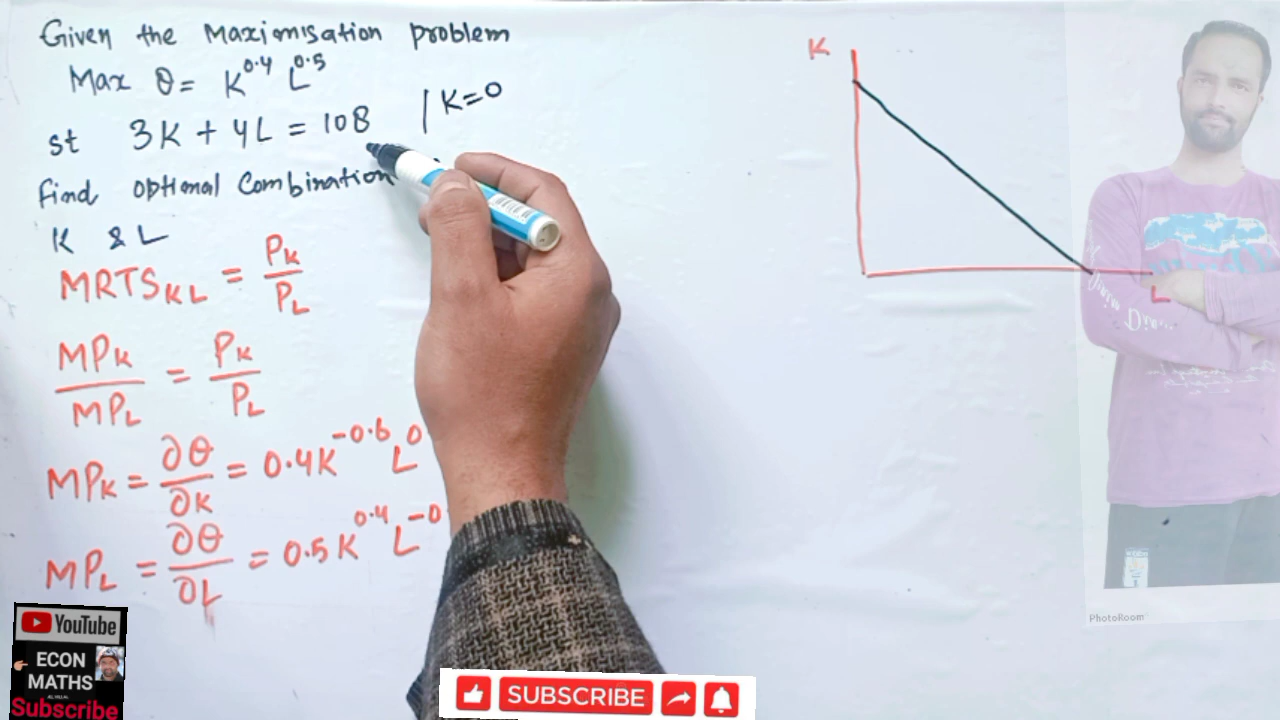 Given the Maximisation problem
Max θ = K^0.4 L^0.5
st 3K + 4L = 108 | K=0
find optimal Combination
K & L
MRTS_KL = P_K / P_L
MP_K / MP_L = P_K / P_L
MP_K = ∂θ/∂K = 0.4K^-0.6 L^0
MP_L = ∂θ/∂L = 0.5K^0.4 L^-0
K
L
PhotoRoom
YouTube
ECON
MATHS
Subscribe
SUBSCRIBE